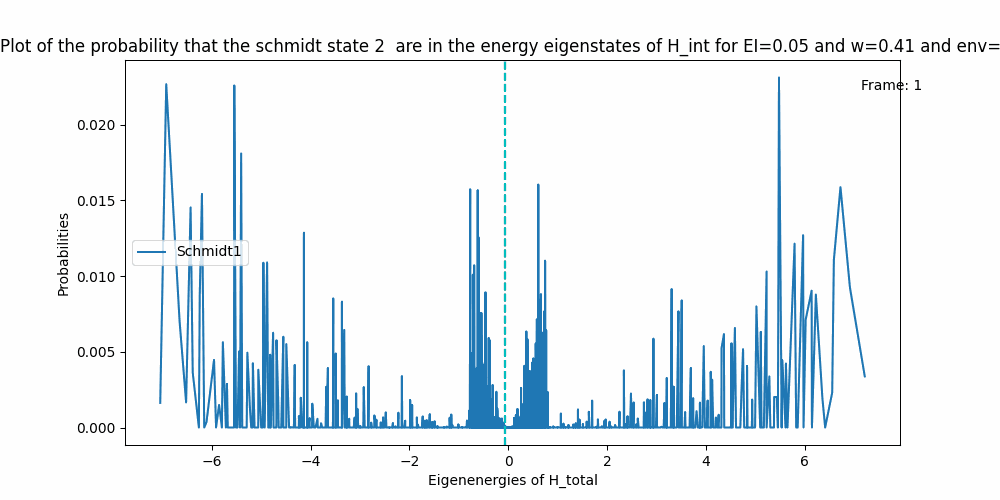 Plot of the probability that the schmidt state 2  are in the energy eigenstates of H_int for EI=0.05 and w=0.41 and env=
Frame: 1
0.020
0.015
0.010
0.005
0.000
Probabilities
Schmidt1
−6 −4 −2 0 2 4 6
Eigenenergies of H_total